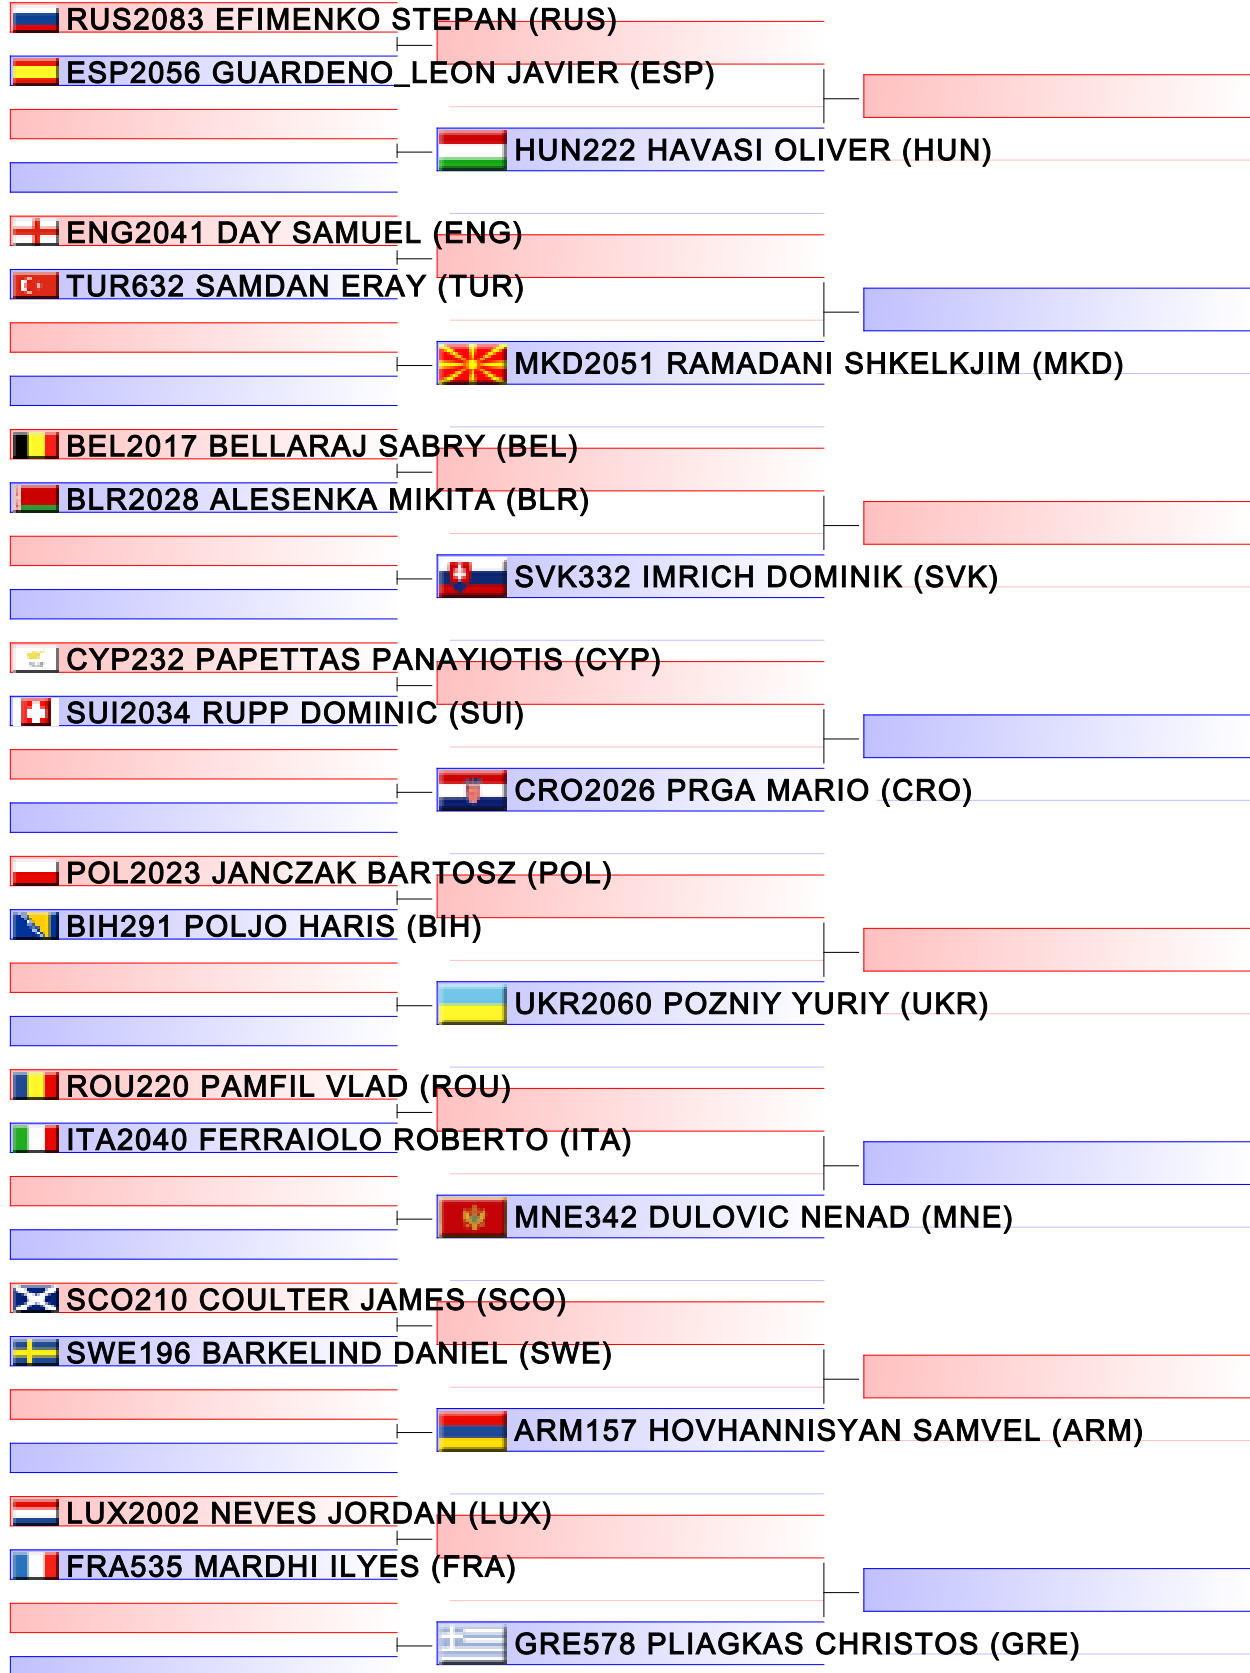 RUS2083 EFIMENKO STEPAN (RUS)
ESP2056 GUARDENO_LEON JAVIER (ESP)
HUN222 HAVASI OLIVER (HUN)
ENG2041 DAY SAMUEL (ENG)
TUR632 SAMDAN ERAY (TUR)
MKD2051 RAMADANI SHKELKJIM (MKD)
BEL2017 BELLARAJ SABRY (BEL)
BLR2028 ALESENKA MIKITA (BLR)
SVK332 IMRICH DOMINIK (SVK)
CYP232 PAPETTAS PANAYIOTIS (CYP)
SUI2034 RUPP DOMINIC (SUI)
CRO2026 PRGA MARIO (CRO)
POL2023 JANCZAK BARTOSZ (POL)
BIH291 POLJO HARIS (BIH)
UKR2060 POZNIY YURIY (UKR)
ROU220 PAMFIL VLAD (ROU)
ITA2040 FERRAIOLO ROBERTO (ITA)
MNE342 DULOVIC NENAD (MNE)
SCO210 COULTER JAMES (SCO)
SWE196 BARKELIND DANIEL (SWE)
ARM157 HOVHANNISYAN SAMVEL (ARM)
LUX2002 NEVES JORDAN (LUX)
FRA535 MARDHI ILYES (FRA)
GRE578 PLIAGKAS CHRISTOS (GRE)